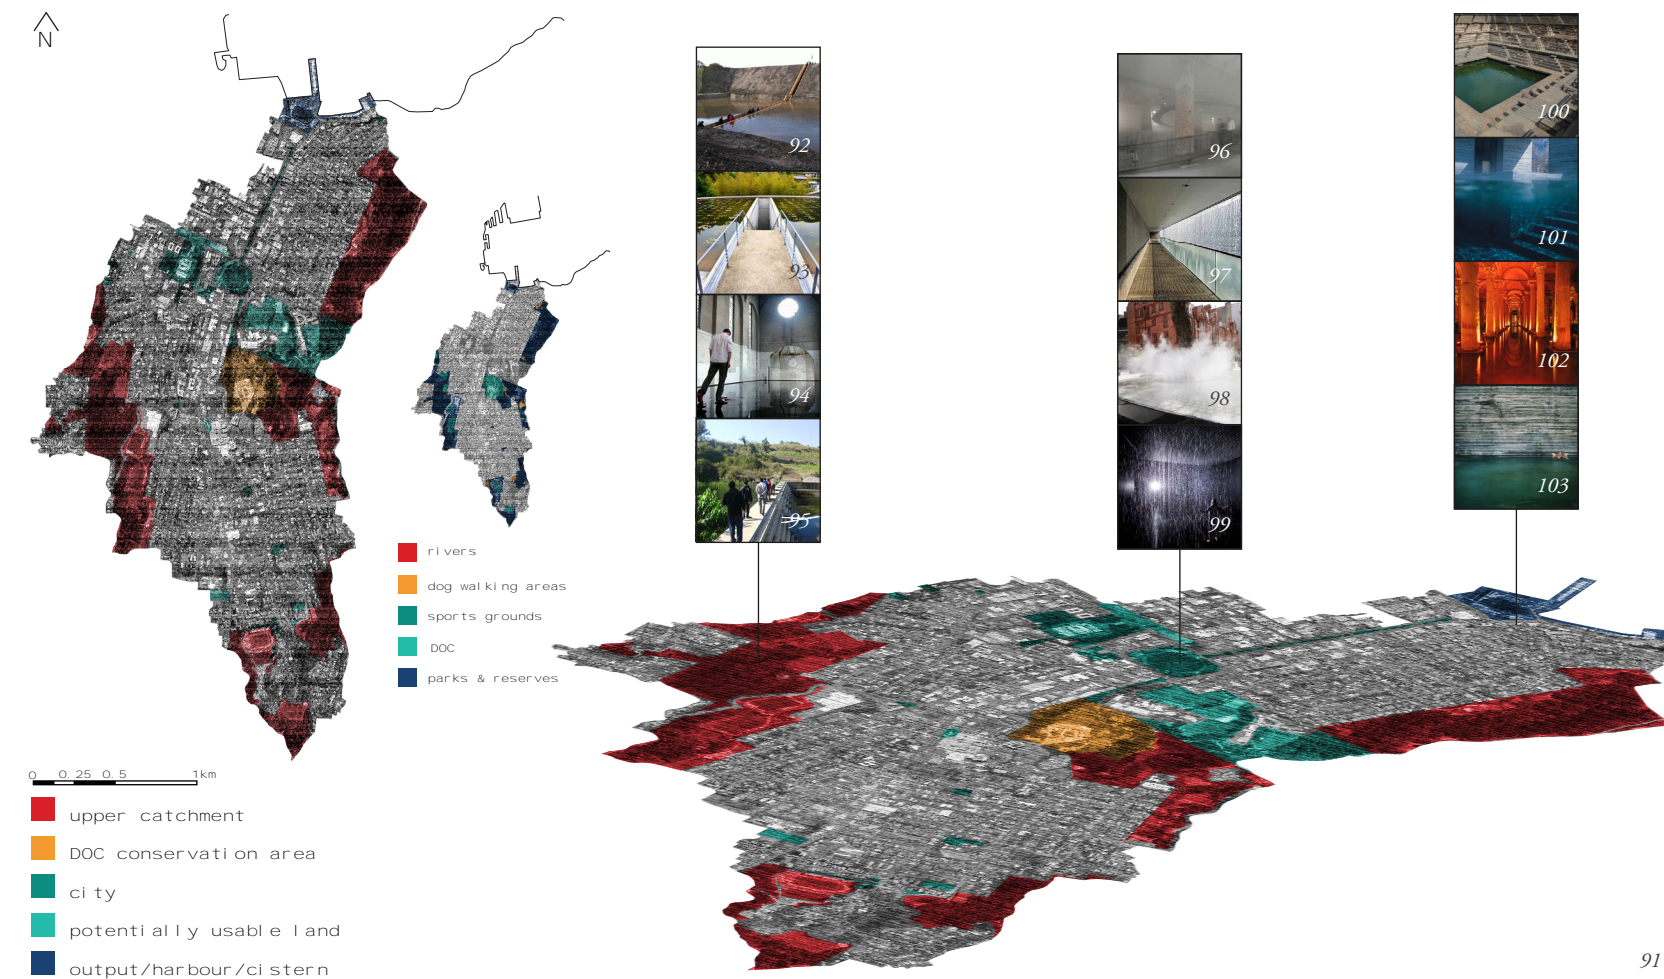 N
92
93
94
95
96
97
98
99
100
101
102
103
rivers
dog walking areas
sports grounds
DOC
parks & reserves
0 0.25 0.5 1km
upper catchment
DOC conservation area
city
potentially usable land
output/harbour/cistern
91